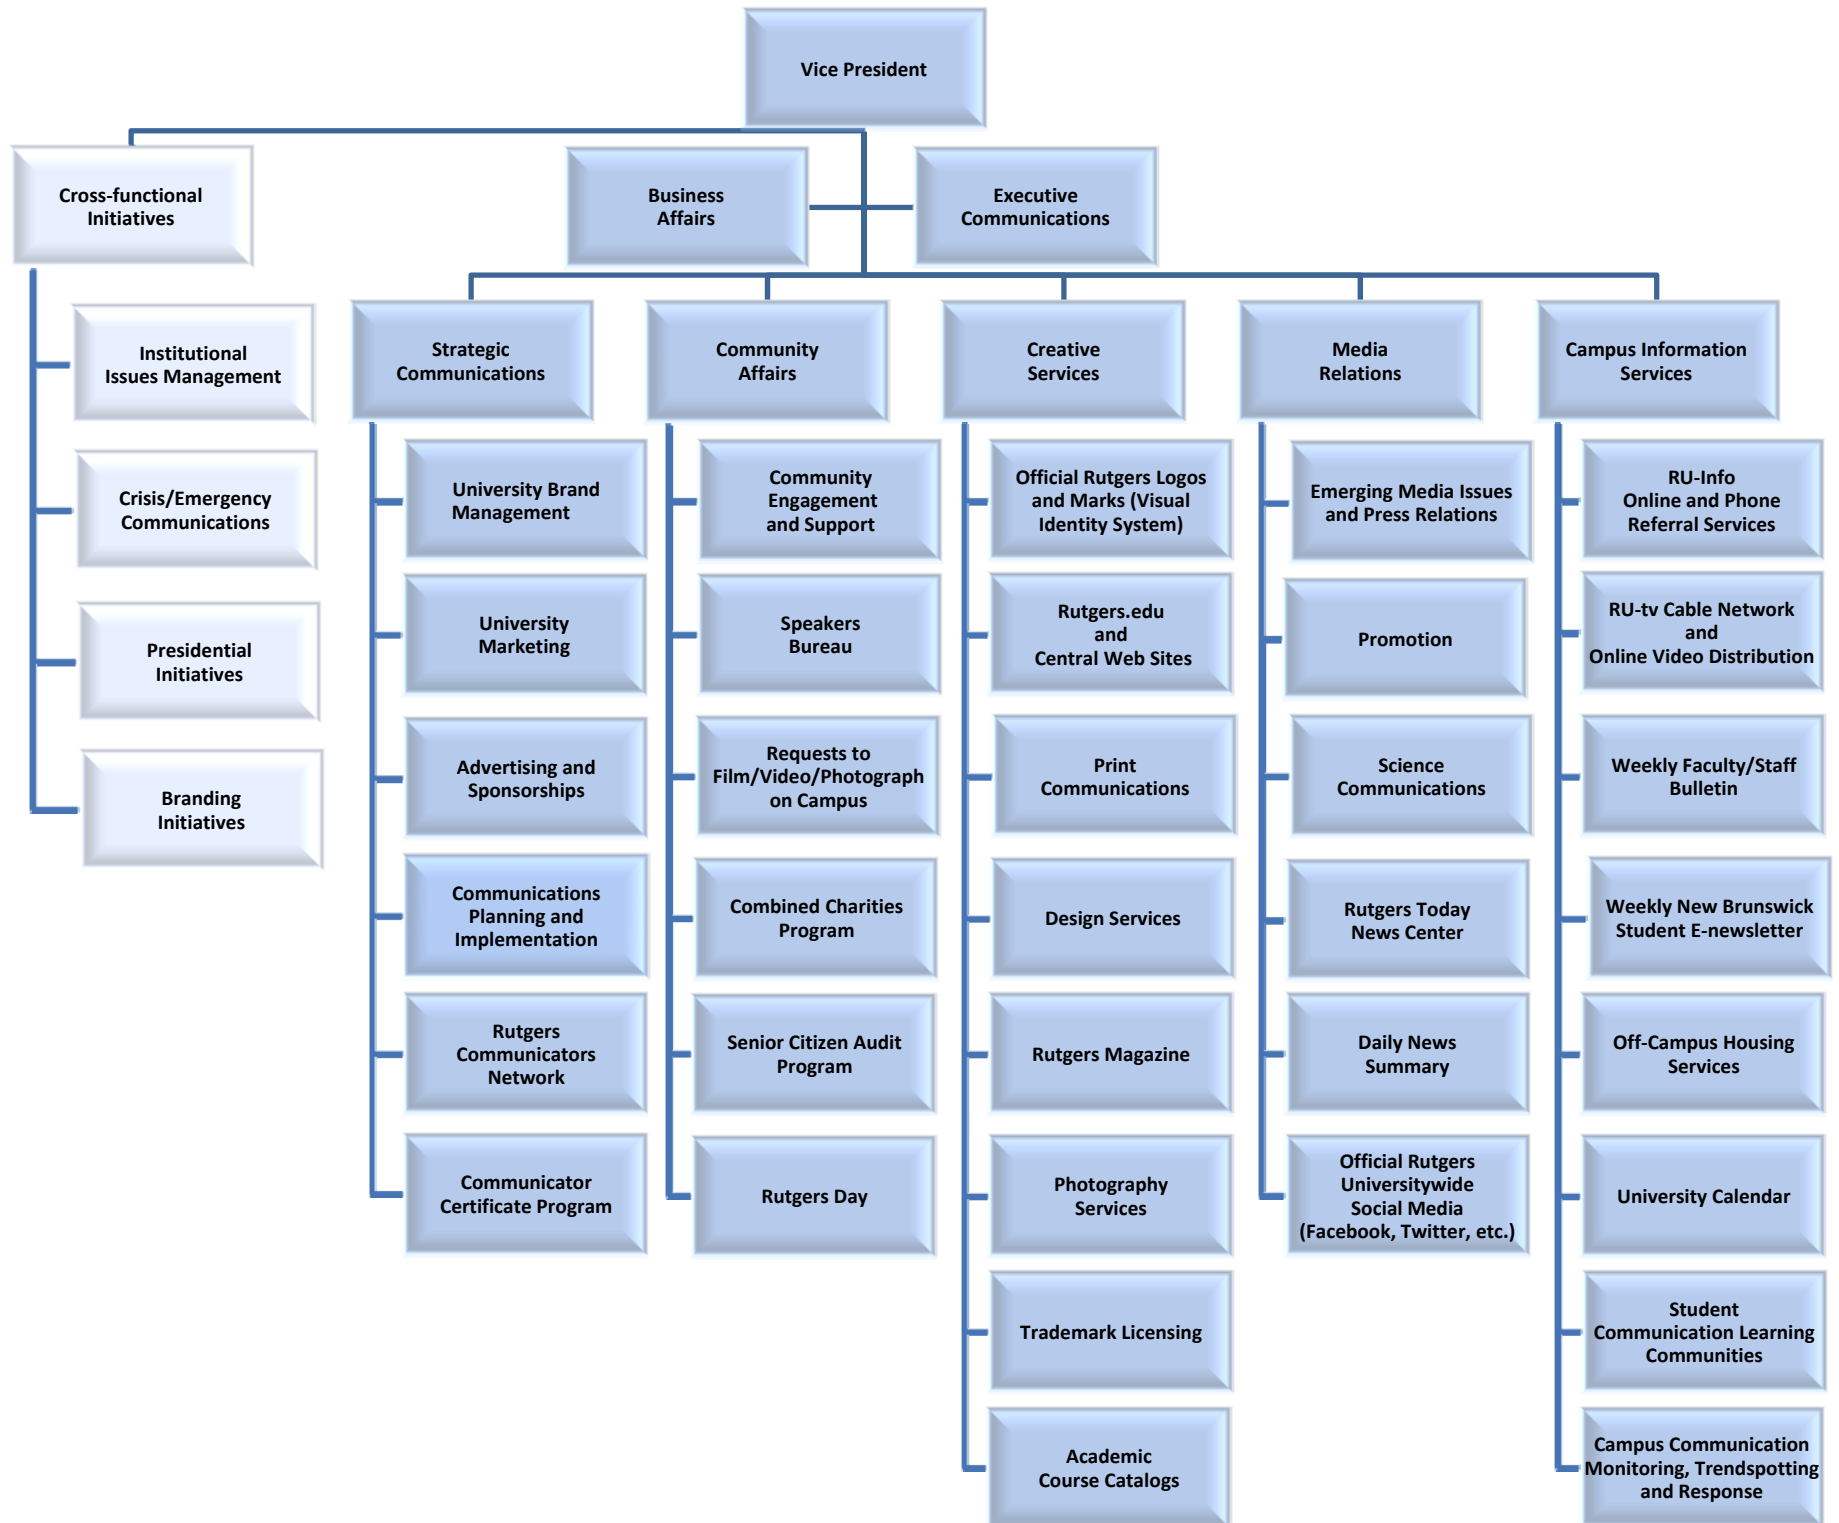 Vice President
Cross-functional
Initiatives
Business
Affairs
Executive
Communications
Institutional
Issues Management
Crisis/Emergency
Communications
Presidential
Initiatives
Branding
Initiatives
Strategic
Communications
University Brand
Management
University
Marketing
Advertising and
Sponsorships
Communications
Planning and
Implementation
Rutgers
Communicators
Network
Communicator
Certificate Program
Community
Affairs
Community
Engagement
and Support
Speakers
Bureau
Requests to
Film/Video/Photograph
on Campus
Combined Charities
Program
Senior Citizen Audit
Program
Rutgers Day
Creative
Services
Official Rutgers Logos
and Marks (Visual
Identity System)
Rutgers.edu
and
Central Web Sites
Print
Communications
Design Services
Rutgers Magazine
Photography
Services
Trademark Licensing
Academic
Course Catalogs
Media
Relations
Emerging Media Issues
and Press Relations
Promotion
Science
Communications
Rutgers Today
News Center
Daily News
Summary
Official Rutgers
Universitywide
Social Media
(Facebook, Twitter, etc.)
Campus Information
Services
RU-Info
Online and Phone
Referral Services
RU-tv Cable Network
and
Online Video Distribution
Weekly Faculty/Staff
Bulletin
Weekly New Brunswick
Student E-newsletter
Off-Campus Housing
Services
University Calendar
Student
Communication Learning
Communities
Campus Communication
Monitoring, Trendspotting
and Response